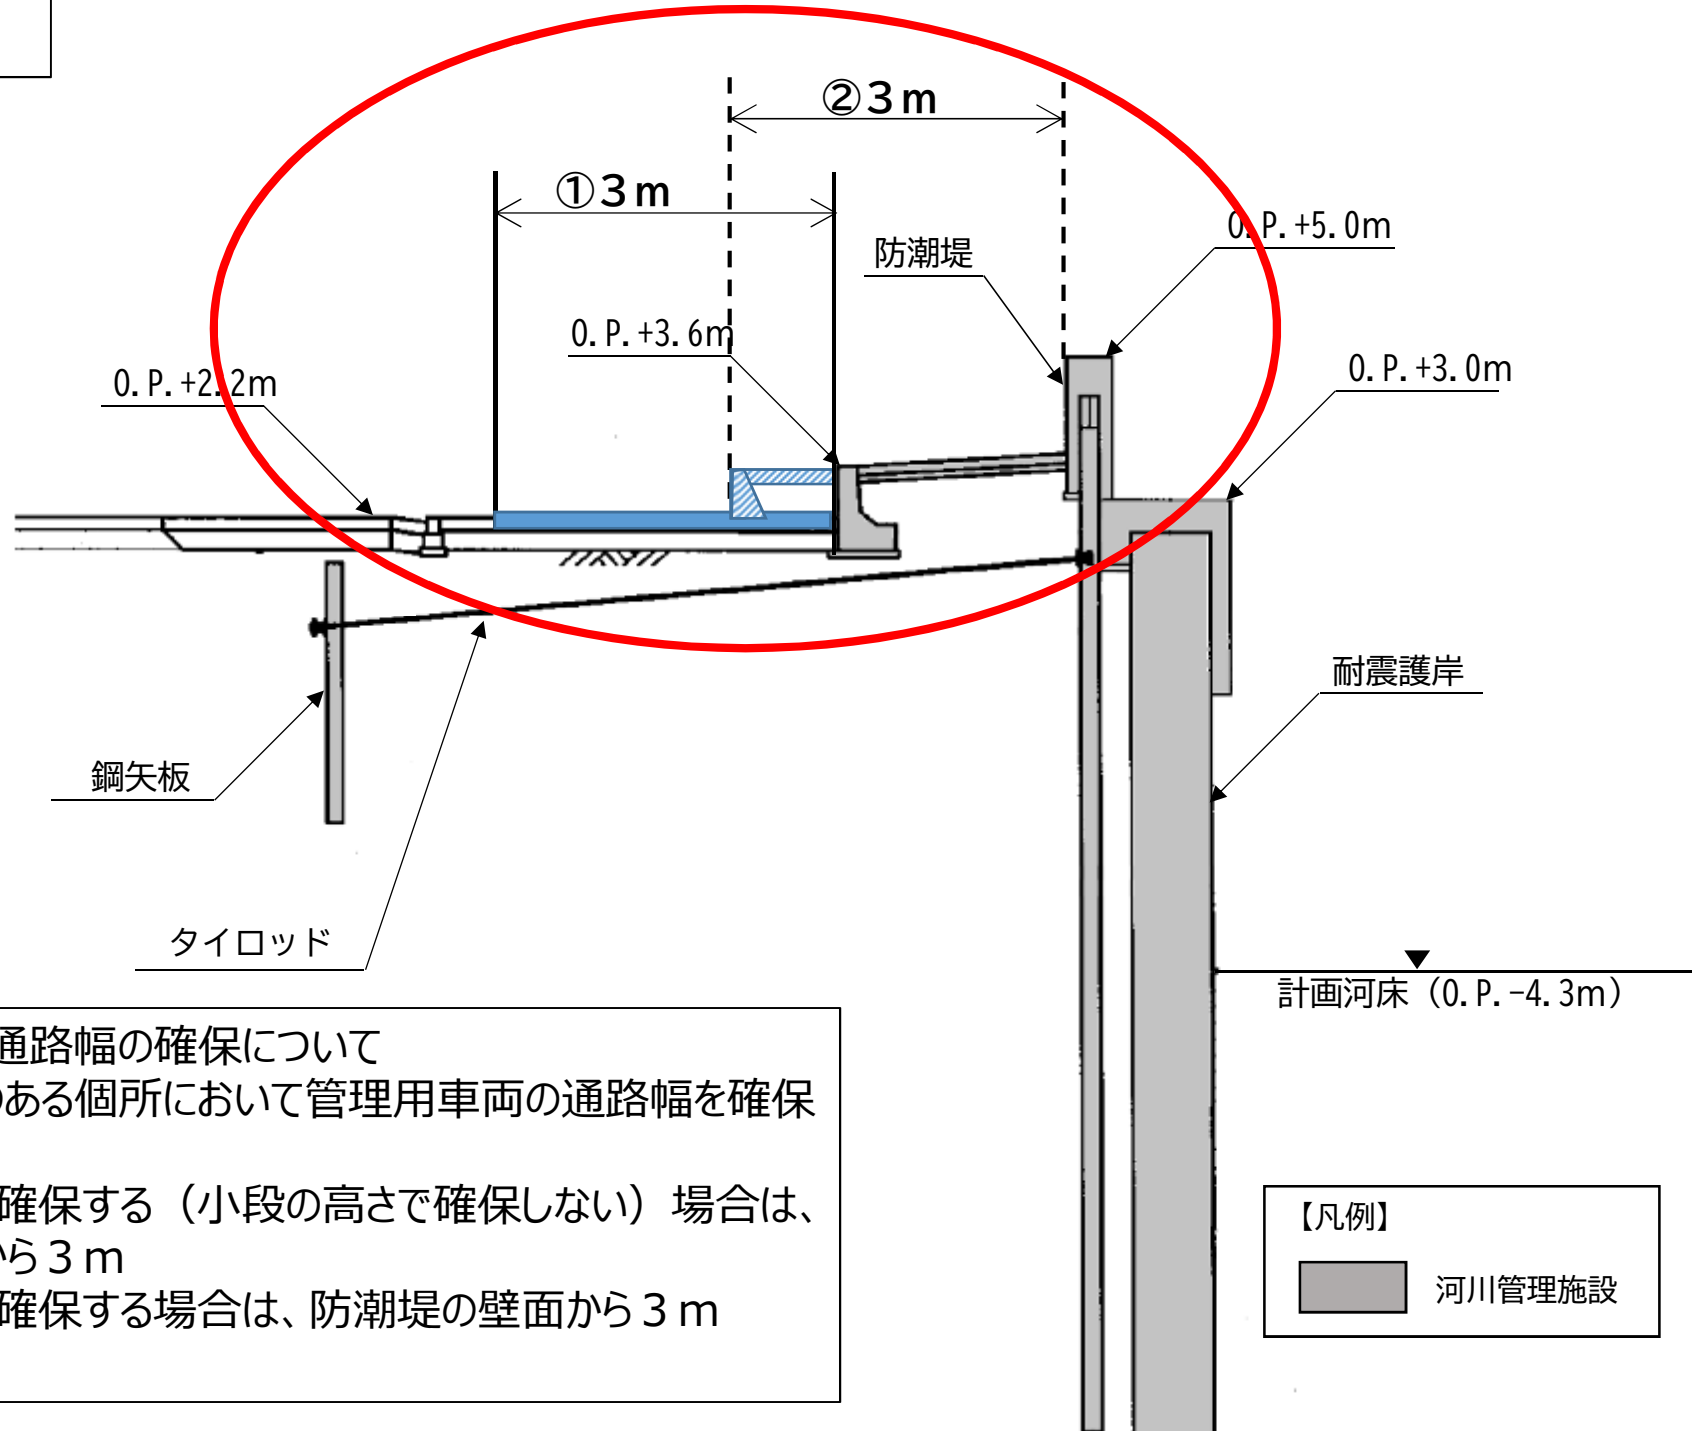 ②3m
①3m
O.P.+5.0m
防潮堤
O.P.+3.6m
O.P.+2.2m
O.P.+3.0m
耐震護岸
鋼矢板
タイロッド
計画河床（O.P.-4.3m）
通路幅の確保について
のある個所において管理用車両の通路幅を確保
確保する（小段の高さで確保しない）場合は、
から3m
確保する場合は、防潮堤の壁面から3m
【凡例】
河川管理施設